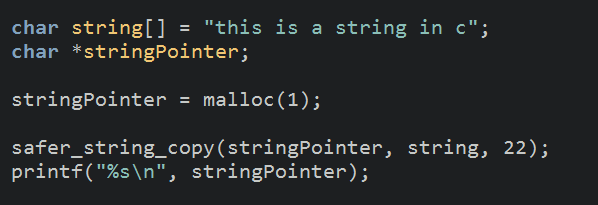 char string[] = "this is a string in c";
char *stringPointer;
stringPointer = malloc(1);
safer_string_copy(stringPointer, string, 22);
printf("%s\n", stringPointer);